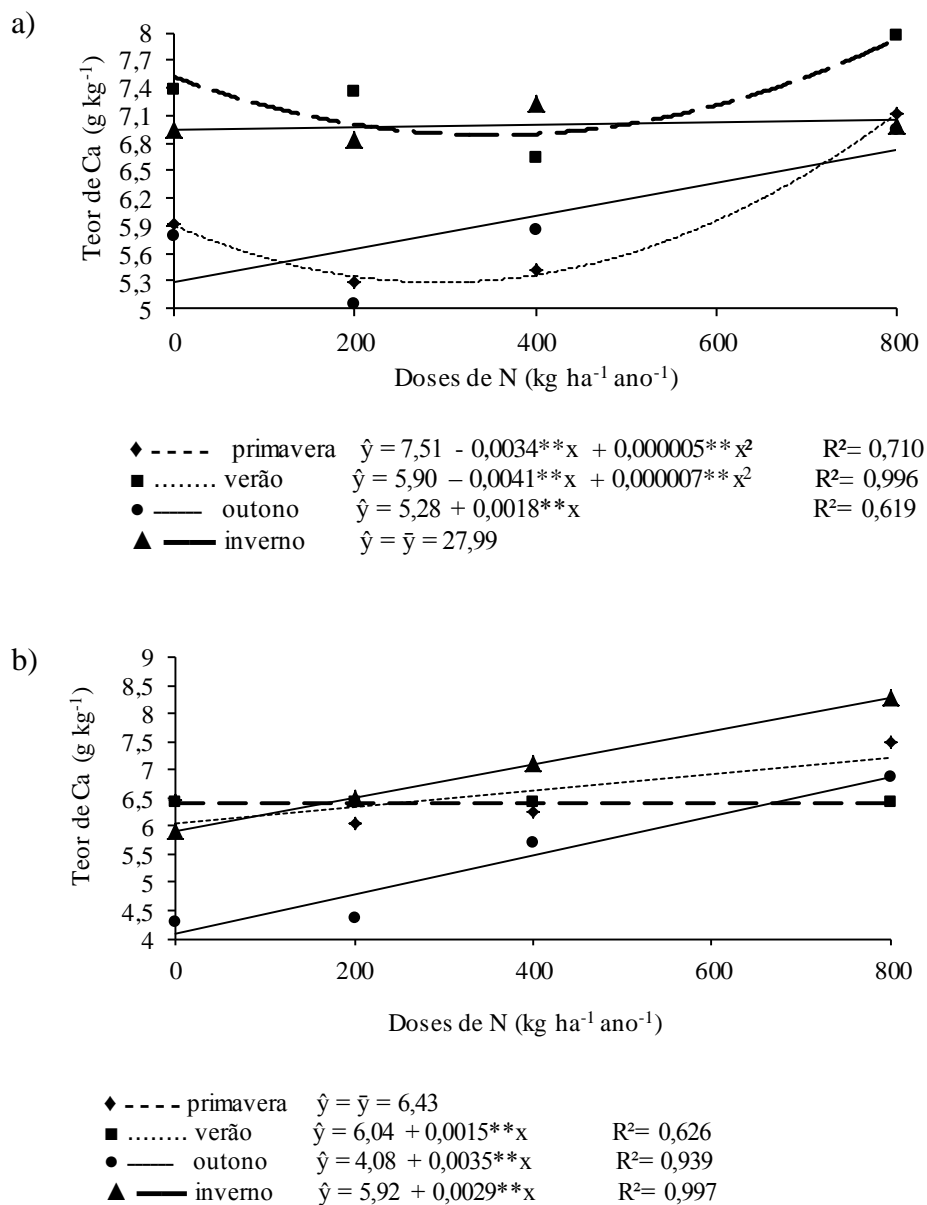 a)
Teor de Ca (g kg⁻¹)
8
7,7
7,4
7,1
6,8
6,5
6,2
5,9
5,6
5,3
5
0 200 400 600 800
Doses de N (kg ha⁻¹ ano⁻¹)
♦ - - - - primavera ŷ = 7,51 - 0,0034**x + 0,000005**x² R²= 0,710
■ ........ verão ŷ = 5,90 – 0,0041**x + 0,000007**x² R²= 0,996
● —— outono ŷ = 5,28 + 0,0018**x R²= 0,619
▲ —— inverno ŷ = ȳ = 27,99
b)
Teor de Ca (g kg⁻¹)
9
8,5
8
7,5
7
6,5
6
5,5
5
4,5
4
0 200 400 600 800
Doses de N (kg ha⁻¹ ano⁻¹)
♦ - - - - primavera ŷ = ȳ = 6,43
■ ........ verão ŷ = 6,04 + 0,0015**x R²= 0,626
● —— outono ŷ = 4,08 + 0,0035**x R²= 0,939
▲ —— inverno ŷ = 5,92 + 0,0029**x R²= 0,997